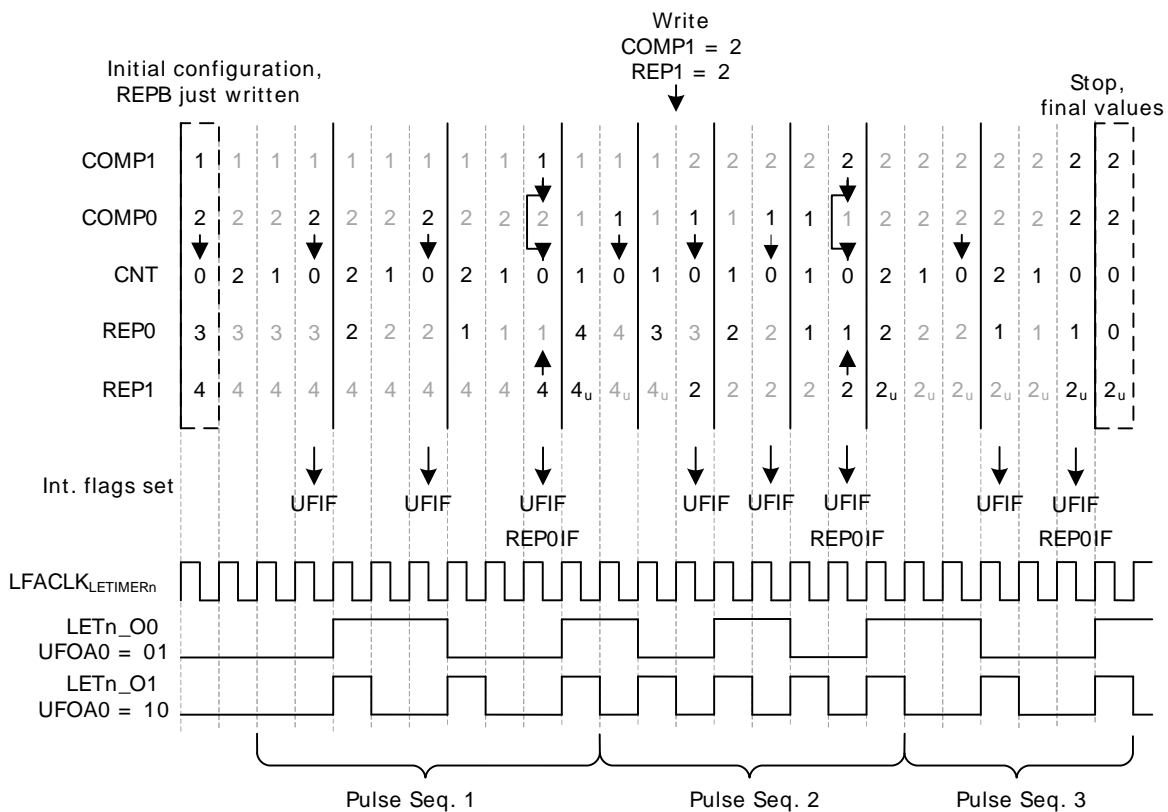 Write
COMP1 = 2
REP1 = 2
Initial configuration,
REPB just written
Stop,
final values
COMP1 1 1 1 1 1 1 1 1 1 1 1 1 1 2 2 2 2 2 2 2 2 2 2 2 2
COMP0 2 2 2 2 2 2 2 2 2 2 1 1 1 1 1 1 1 1 2 2 2 2 2 2 2
CNT 0 2 1 0 2 1 0 2 1 0 1 0 1 0 1 0 1 0 2 1 0 2 1 0 0
REP0 3 3 3 3 2 2 2 1 1 1 4 4 3 3 2 2 1 1 2 2 2 1 1 1 0
REP1 4 4 4 4 4 4 4 4 4 4 4u 4u 4u 2 2 2 2 2 2u 2u 2u 2u 2u 2u 2u
Int. flags set
UFIF UFIF UFIF UFIF UFIF UFIF UFIF UFIF
REP0IF REP0IF REP0IF
LFACLKLETIMERn
LETn_O0
UFOA0 = 01
LETn_O1
UFOA0 = 10
Pulse Seq. 1 Pulse Seq. 2 Pulse Seq. 3